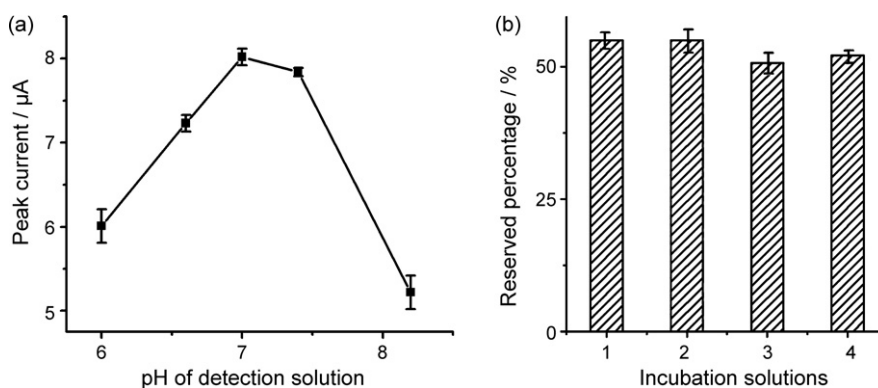 (a)
Peak current / μA
8
7
6
5
6 7 8
pH of detection solution
(b)
Reserved percentage / %
50
25
0
1 2 3 4
Incubation solutions